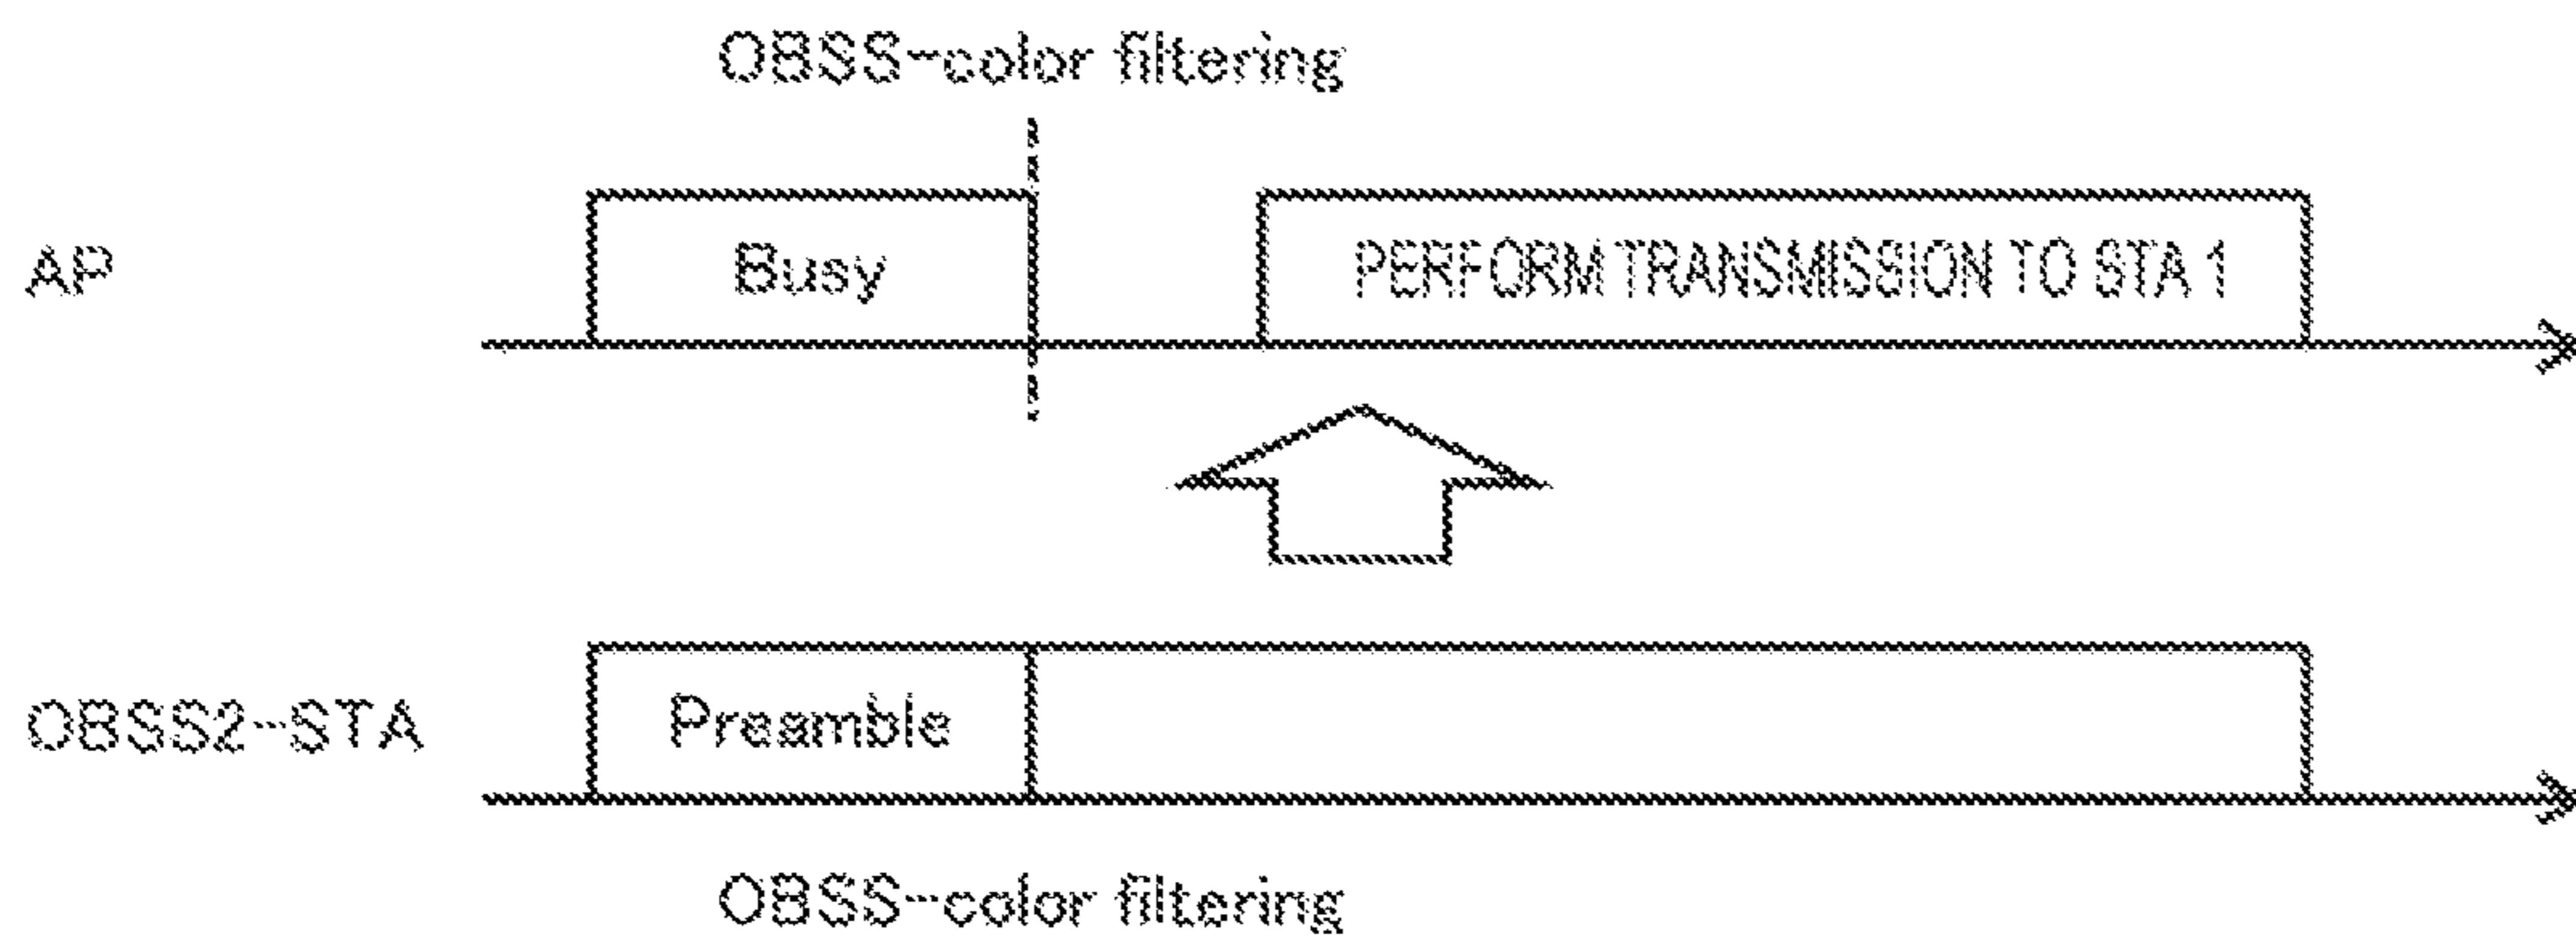 OBSS-color filtering
AP
Busy
PERFORM TRANSMISSION TO STA 1
OBSS2-STA
Preamble
OBSS-color filtering